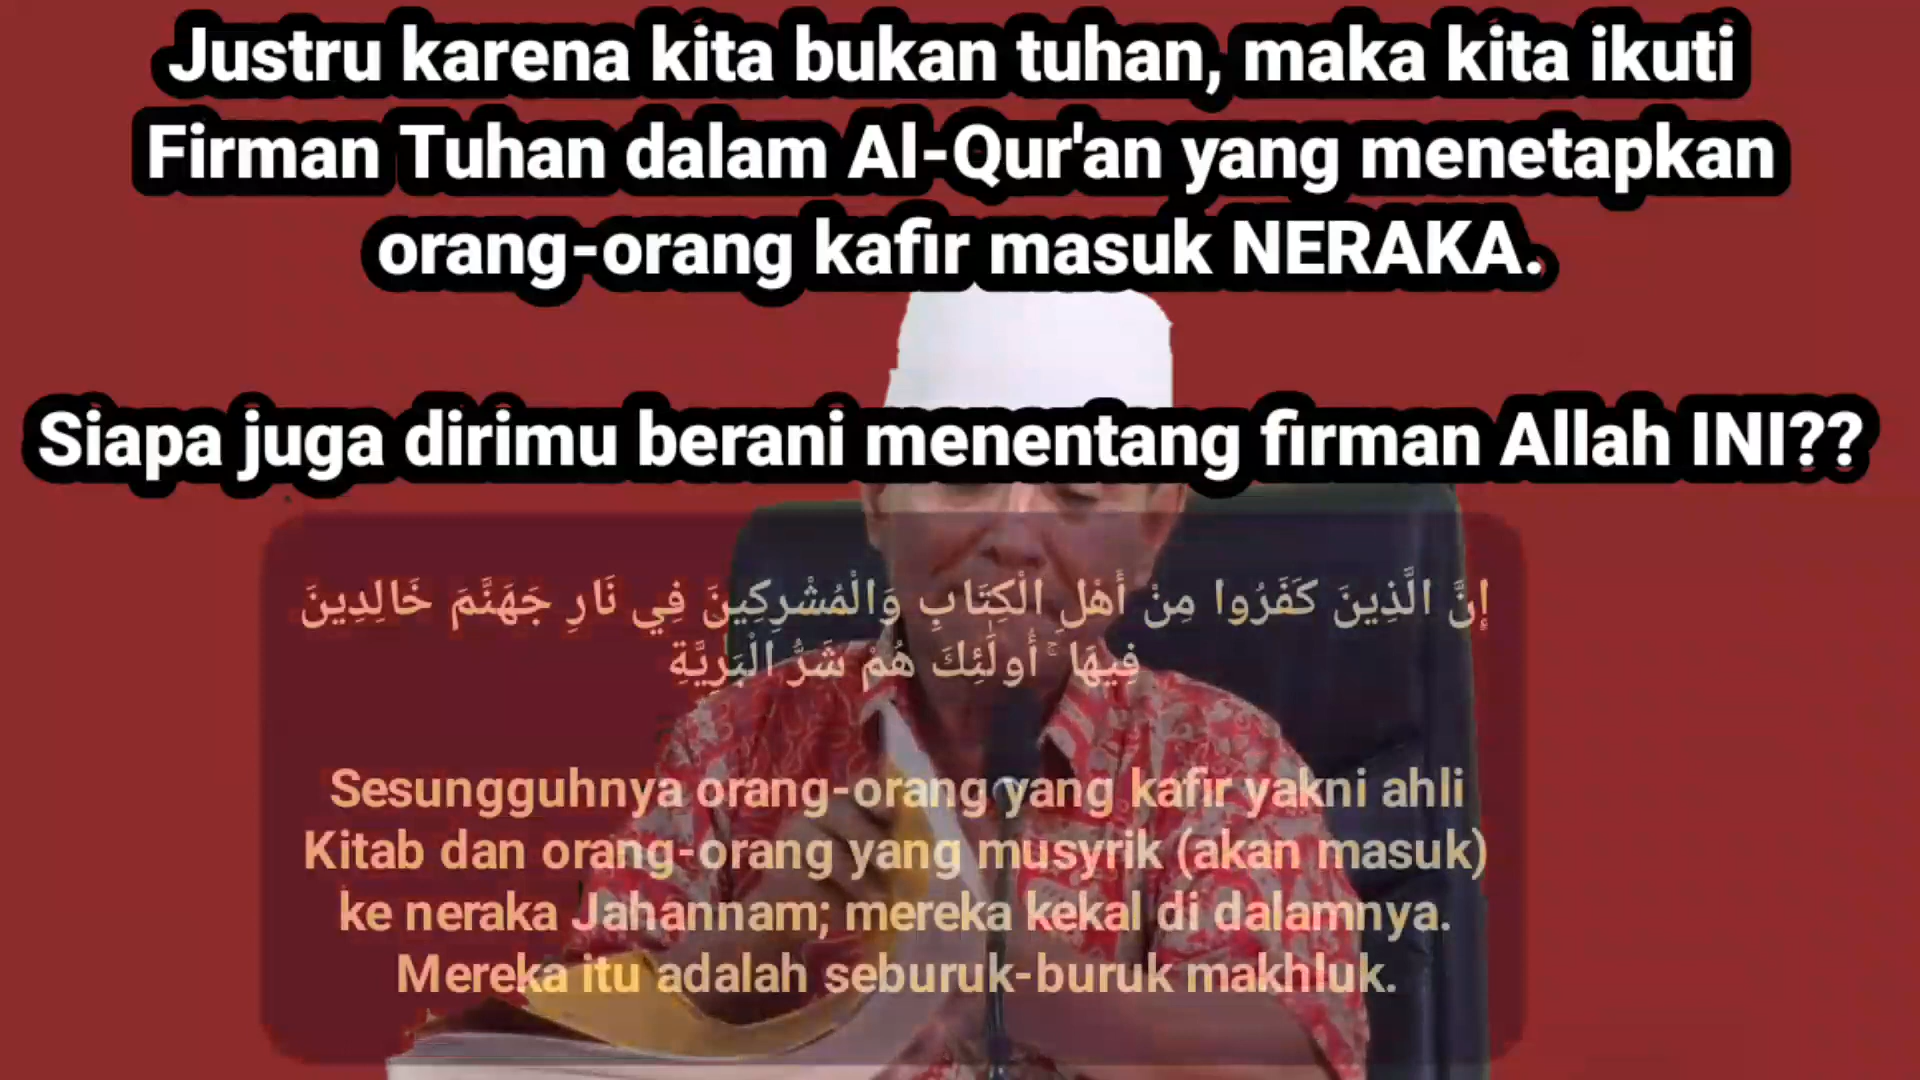 Justru karena kita bukan tuhan, maka kita ikuti
Firman Tuhan dalam Al-Qur'an yang menetapkan
orang-orang kafir masuk NERAKA.
Siapa juga dirimu berani menentang firman Allah INI??
إِنَّ الَّذِينَ كَفَرُوا مِنْ أَهْلِ الْكِتَابِ وَالْمُشْرِكِينَ فِي نَارِ جَهَنَّمَ خَالِدِينَ
فِيهَا ۚ أُولَٰئِكَ هُمْ شَرُّ الْبَرِيَّةِ
Sesungguhnya orang-orang yang kafir yakni ahli
Kitab dan orang-orang yang musyrik (akan masuk)
ke neraka Jahannam; mereka kekal di dalamnya.
Mereka itu adalah seburuk-buruk makhluk.